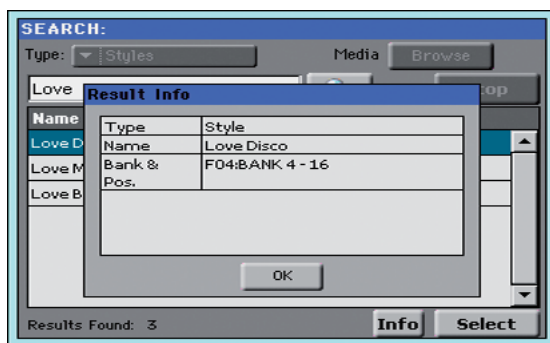 SEARCH:
Type: Styles Media Browse
Love
Result Info
Name
Type Style
Love D
Name Love Disco
Love M
Bank & F04:BANK 4 - 16
Pos.
Love B
OK
Results Found: 3 Info Select